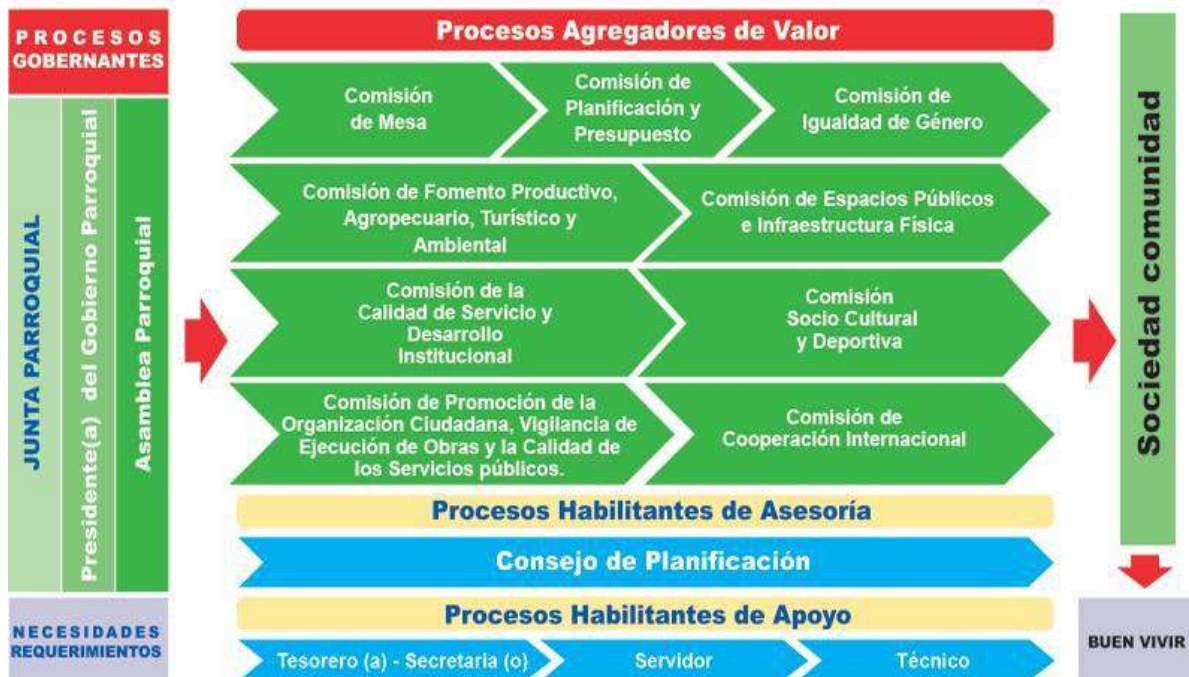 PROCESOS
GOBERNANTES
JUNTA PARROQUIAL
Presidente(a) del Gobierno Parroquial
Asamblea Parroquial
NECESIDADES
REQUERIMIENTOS
Procesos Agregadores de Valor
Comisión
de Mesa
Comisión de
Planificación y
Presupuesto
Comisión de
Igualdad de Género
Comisión de Fomento Productivo,
Agropecuario, Turístico y
Ambiental
Comisión de Espacios Públicos
e Infraestructura Física
Comisión de la
Calidad de Servicio y
Desarrollo
Institucional
Comisión
Socio Cultural
y Deportiva
Comisión de Promoción de la
Organización Ciudadana, Vigilancia de
Ejecución de Obras y la Calidad de
los Servicios públicos.
Comisión de
Cooperación Internacional
Procesos Habilitantes de Asesoría
Consejo de Planificación
Procesos Habilitantes de Apoyo
Tesorero (a) - Secretaria (o)
Servidor
Técnico
Sociedad comunidad
BUEN VIVIR